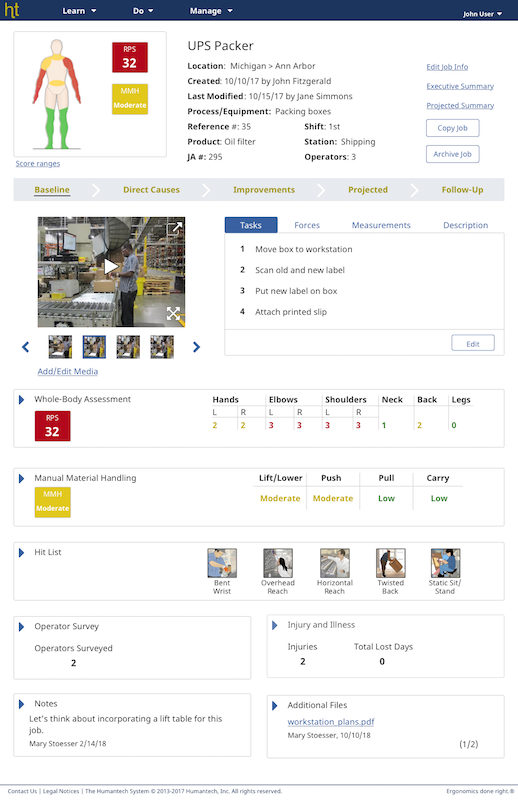 ht
Learn Do Manage John User
RPS
32
MMH
Moderate
Score ranges
UPS Packer
Location: Michigan > Ann Arbor
Created: 10/10/17 by John Fitzgerald
Last Modified: 10/15/17 by Jane Simmons
Process/Equipment: Packing boxes
Reference #: 35 Shift: 1st
Product: Oil filter Station: Shipping
JA #: 295 Operators: 3
Edit Job Info
Executive Summary
Projected Summary
Copy Job
Archive Job
Baseline Direct Causes Improvements Projected Follow-Up
Add/Edit Media
Tasks Forces Measurements Description
1 Move box to workstation
2 Scan old and new label
3 Put new label on box
4 Attach printed slip
Edit
Whole-Body Assessment
RPS
32
Hands Elbows Shoulders Neck Back Legs
L R L R L R
2 2 3 3 3 3 1 2 0
Manual Material Handling
MMH
Moderate
Lift/Lower Push Pull Carry
Moderate Moderate Low Low
Hit List
Bent Wrist
Overhead Reach
Horizontal Reach
Twisted Back
Static Sit/ Stand
Operator Survey
Operators Surveyed
2
Injury and Illness
Injuries Total Lost Days
2 0
Notes
Let's think about incorporating a lift table for this
job.
Mary Stoesser 2/14/18
Additional Files
workstation_plans.pdf
Mary Stoesser, 10/10/18
(1/2)
Contact Us | Legal Notices | The Humantech System © 2013-2017 Humantech, Inc. All rights reserved. Ergonomics done right.®